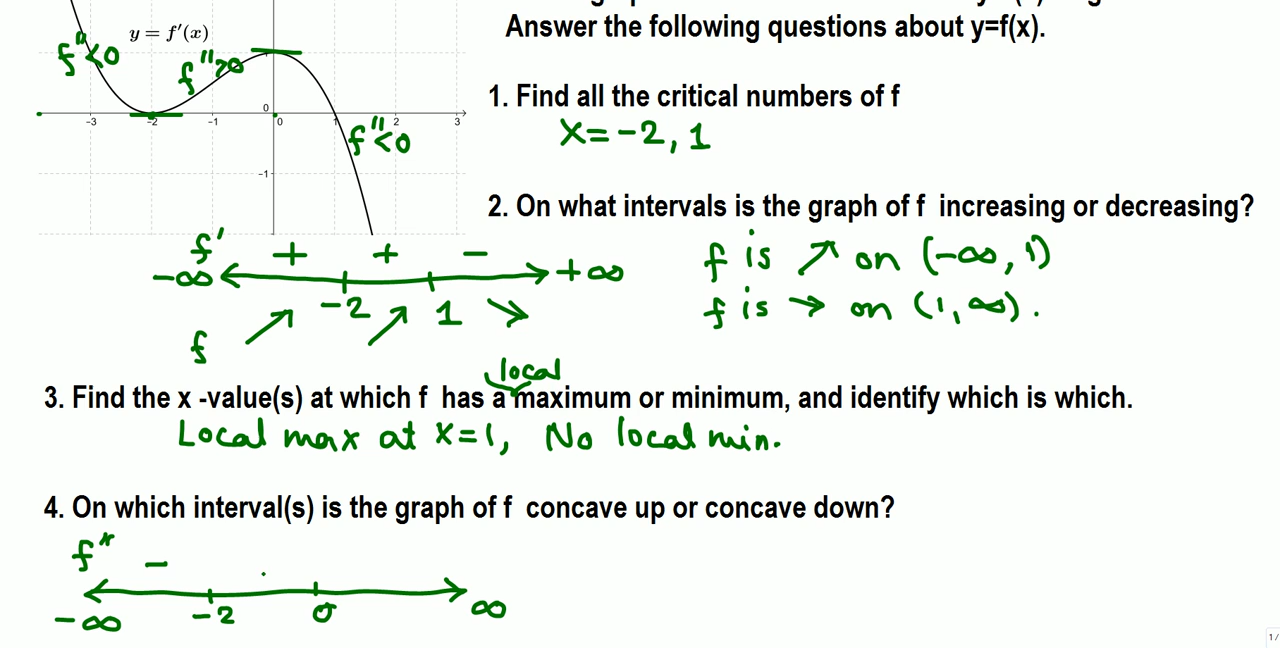 Answer the following questions about y=f(x).
y = f′(x)
f"<0
f">0
f"<0
-3 -2 -1 0 1 2 3
0
-1
1. Find all the critical numbers of f
x=-2, 1
2. On what intervals is the graph of f increasing or decreasing?
f' + + -
-∞ -2 1 +∞
f ↗ ↗ ↘
f is ↗ on (-∞, 1)
f is → on (1, ∞).
local
3. Find the x -value(s) at which f has a maximum or minimum, and identify which is which.
Local max at x=1, No local min.
4. On which interval(s) is the graph of f concave up or concave down?
f" -
-∞ -2 0 ∞
1/